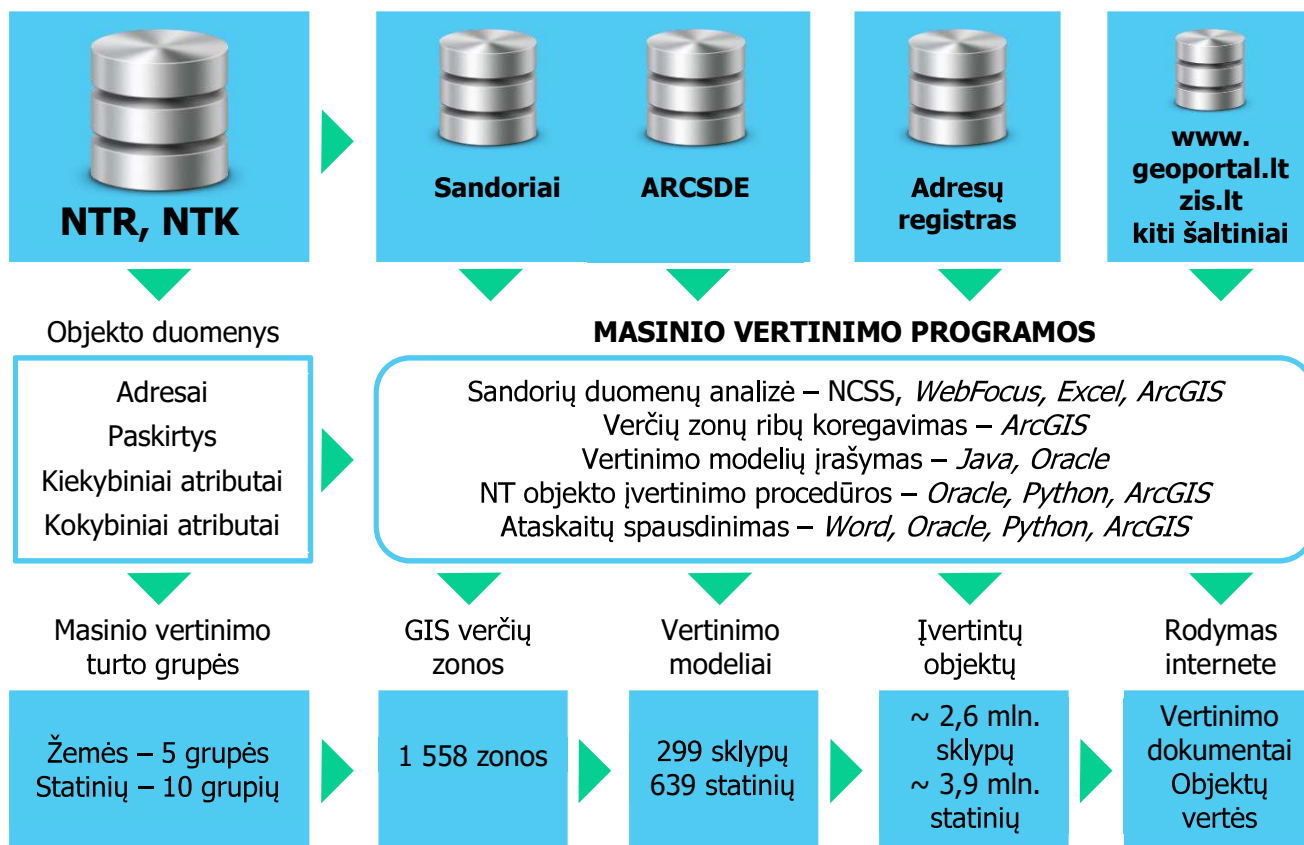 NTR, NTK
Sandoriai
ARCSDE
Adresų
registras
www.
geoportal.lt
zis.lt
kiti šaltiniai
Objekto duomenys
Adresai
Paskirtys
Kiekybiniai atributai
Kokybiniai atributai
MASINIO VERTINIMO PROGRAMOS
Sandorių duomenų analizė – NCSS, WebFocus, Excel, ArcGIS
Verčių zonų ribų koregavimas – ArcGIS
Vertinimo modelių įrašymas – Java, Oracle
NT objekto įvertinimo procedūros – Oracle, Python, ArcGIS
Ataskaitų spausdinimas – Word, Oracle, Python, ArcGIS
Masinio vertinimo
turto grupės
Žemės – 5 grupės
Statinių – 10 grupių
GIS verčių
zonos
1 558 zonos
Vertinimo
modeliai
299 sklypų
639 statinių
Įvertintų
objektų
~ 2,6 mln.
sklypų
~ 3,9 mln.
statinių
Rodymas
internete
Vertinimo
dokumentai
Objektų
vertės